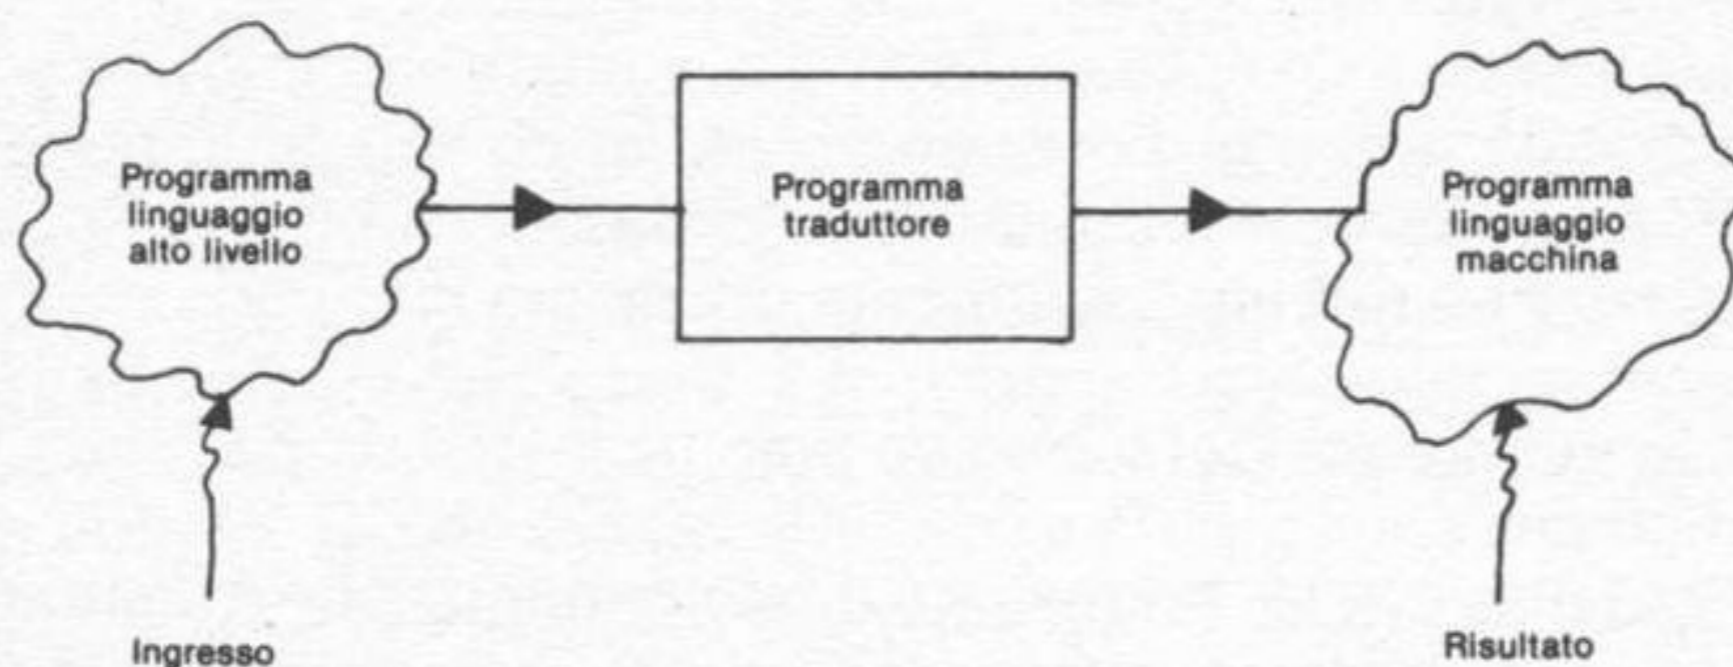 Programma
linguaggio
alto livello
Programma
traduttore
Programma
linguaggio
macchina
Ingresso
Risultato